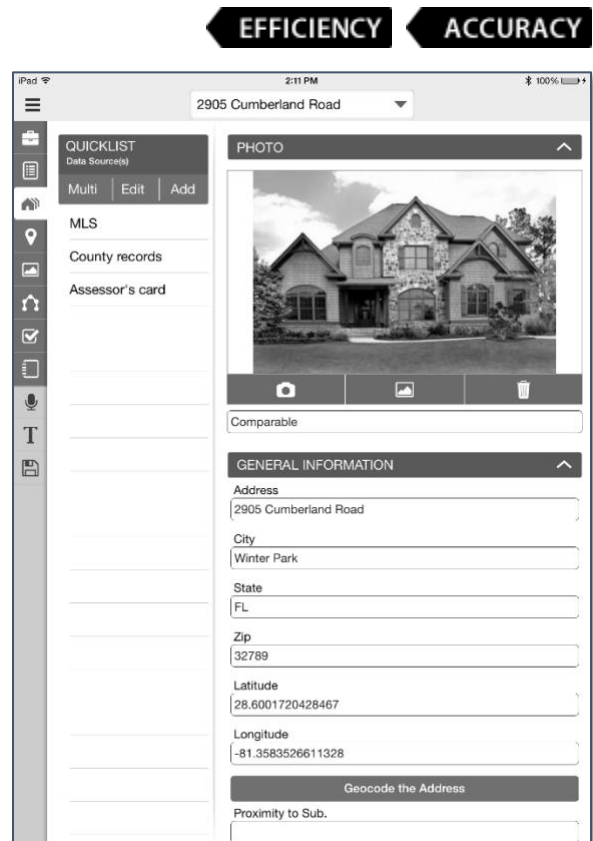 EFFICIENCY
ACCURACY
iPad
2:11 PM
100%
2905 Cumberland Road
QUICKLIST
Data Source(s)
Multi
Edit
Add
MLS
County records
Assessor's card
PHOTO
Comparable
GENERAL INFORMATION
Address
2905 Cumberland Road
City
Winter Park
State
FL
Zip
32789
Latitude
28.6001720428467
Longitude
-81.3583526611328
Geocode the Address
Proximity to Sub.
T